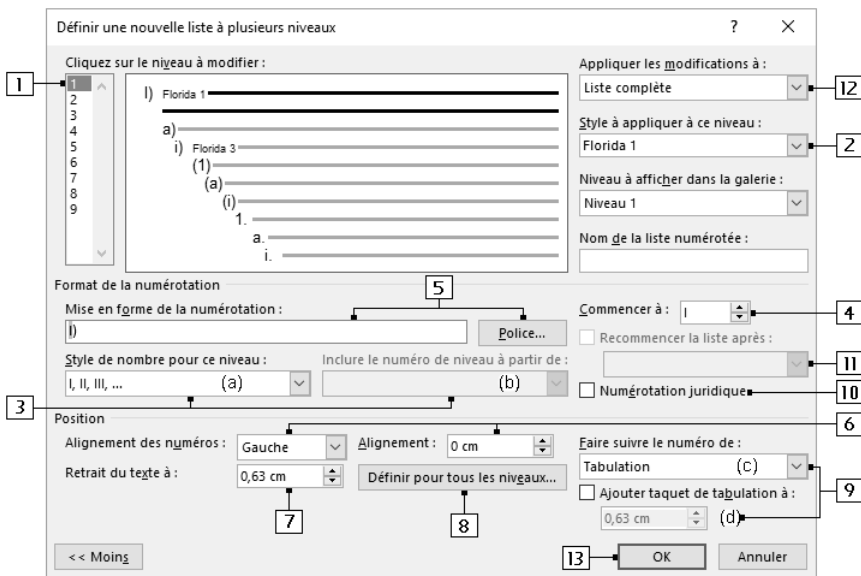 Définir une nouvelle liste à plusieurs niveaux ? ×
Cliquez sur le niveau à modifier :
1
1
2
3
4
5
6
7
8
9
I) Florida 1
a)
i) Florida 3
(1)
(a)
(i)
1.
a.
i.
Appliquer les modifications à :
Liste complète
12
Style à appliquer à ce niveau :
Florida 1
2
Niveau à afficher dans la galerie :
Niveau 1
Nom de la liste numérotée :
Format de la numérotation
5
Mise en forme de la numérotation :
I)
Police...
Commencer à :
I
4
Style de nombre pour ce niveau :
Inclure le numéro de niveau à partir de :
Recommencer la liste après :
I, II, III, ... (a)
(b)
11
3
Numérotation juridique
10
Position
6
Alignement des numéros :
Gauche
Alignement :
0 cm
Faire suivre le numéro de :
Retrait du texte à :
0,63 cm
Définir pour tous les niveaux...
Tabulation (c)
7
8
Ajouter taquet de tabulation à :
9
0,63 cm (d)
<< Moins
13
OK
Annuler